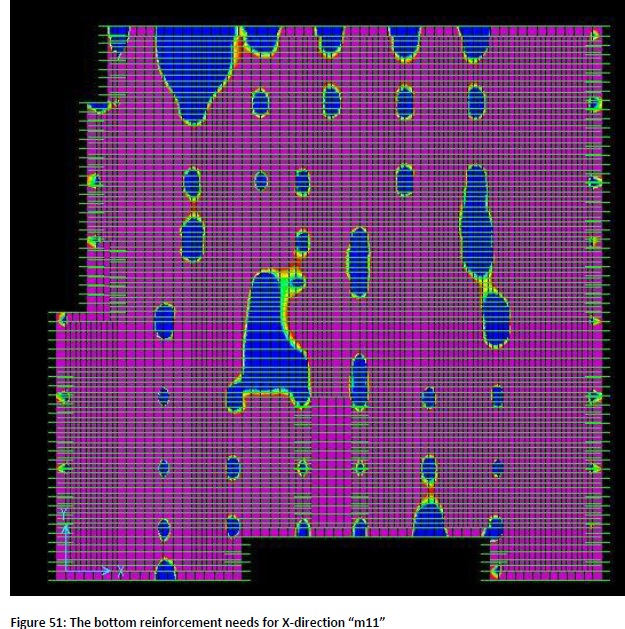 Y
X
Figure 51: The bottom reinforcement needs for X-direction “m11”